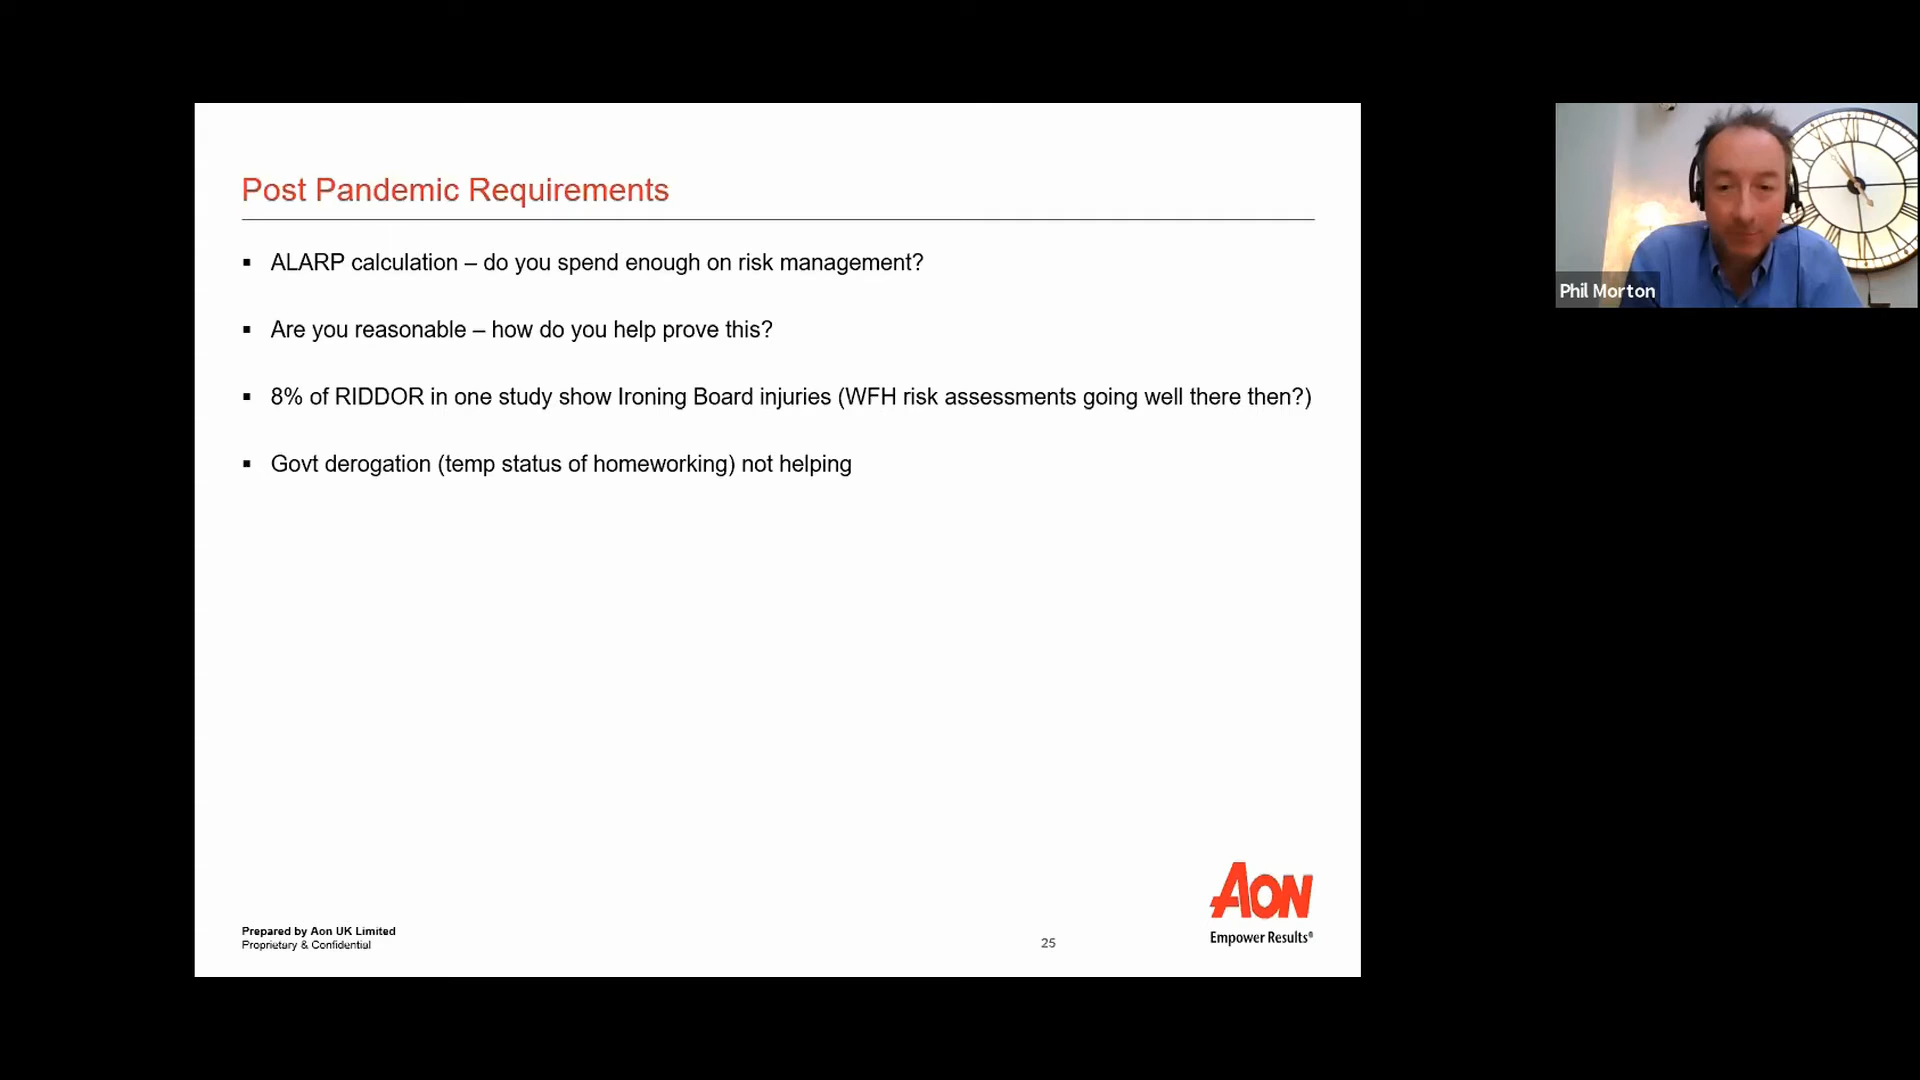 Post Pandemic Requirements
▪ ALARP calculation – do you spend enough on risk management?
▪ Are you reasonable – how do you help prove this?
▪ 8% of RIDDOR in one study show Ironing Board injuries (WFH risk assessments going well there then?)
▪ Govt derogation (temp status of homeworking) not helping
Prepared by Aon UK Limited
Proprietary & Confidential
25
AON
Empower Results®
Phil Morton